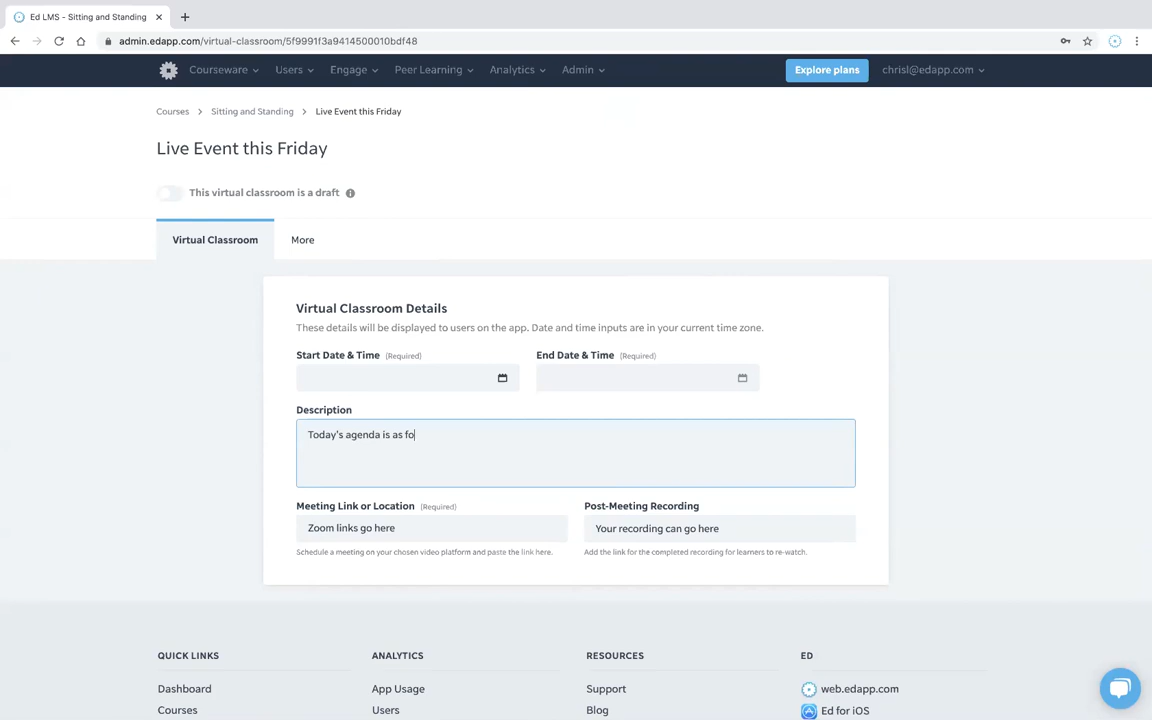 Ed LMS - Sitting and Standing
admin.edapp.com/virtual-classroom/5f9991f3a9414500010bdf48
Courseware Users Engage Peer Learning Analytics Admin Explore plans chrisl@edapp.com
Courses > Sitting and Standing > Live Event this Friday
Live Event this Friday
This virtual classroom is a draft
Virtual Classroom More
Virtual Classroom Details
These details will be displayed to users on the app. Date and time inputs are in your current time zone.
Start Date & Time (Required) End Date & Time (Required)
Description
Today's agenda is as fo
Meeting Link or Location (Required) Post-Meeting Recording
Zoom links go here Your recording can go here
Schedule a meeting on your chosen video platform and paste the link here. Add the link for the completed recording for learners to re-watch.
QUICK LINKS ANALYTICS RESOURCES ED
Dashboard App Usage Support web.edapp.com
Courses Users Blog Ed for iOS